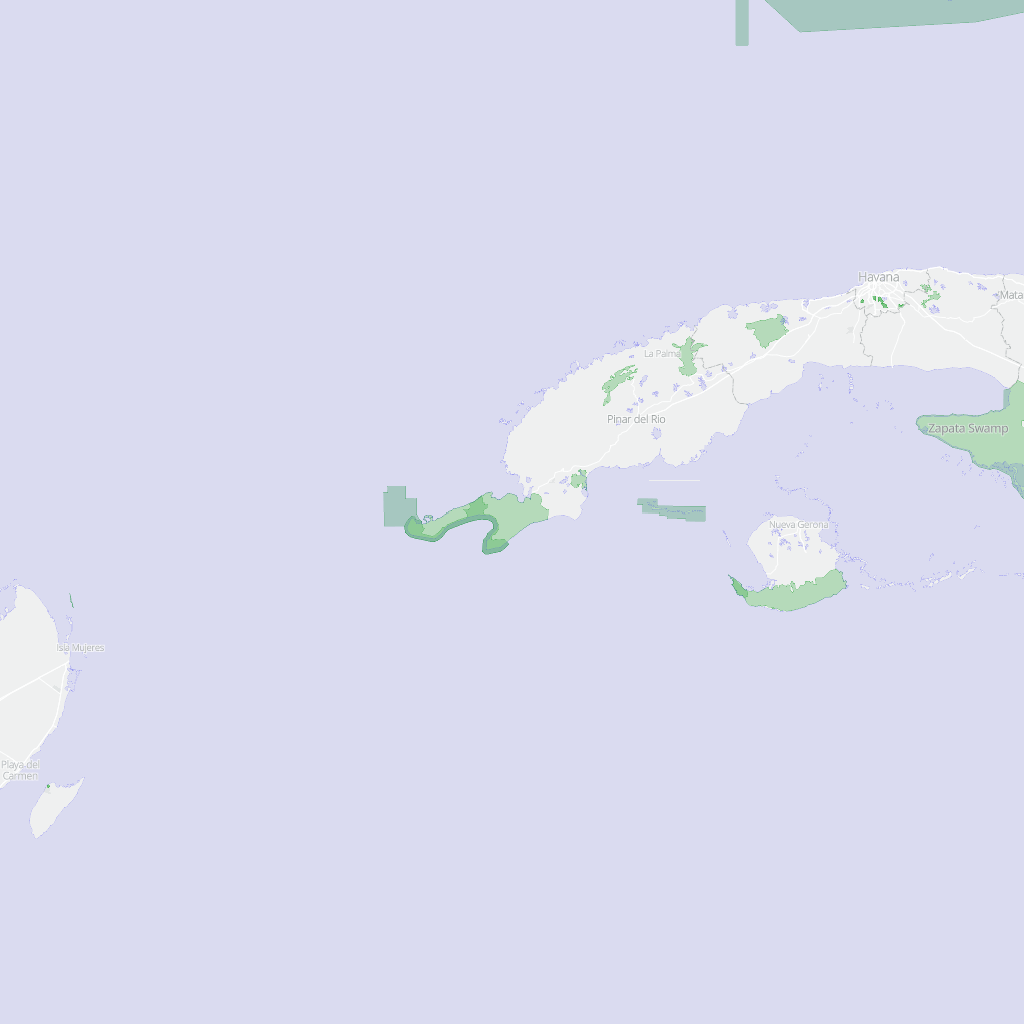 Havana
Mata
La Palma
Pinar del Rio
Zapata Swamp
Nueva Gerona
Isla Mujeres
Playa del
Carmen